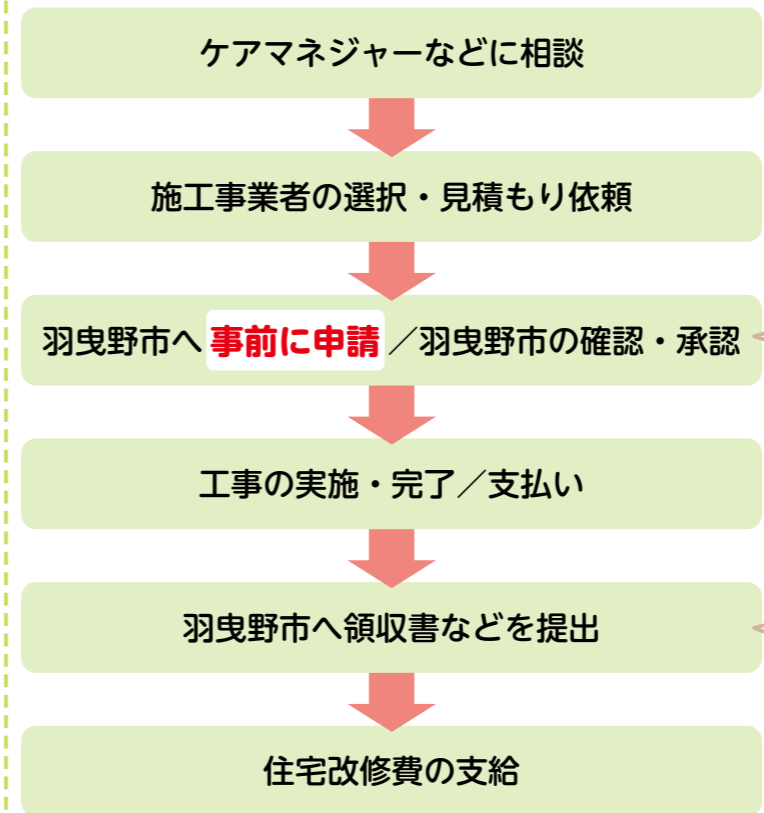 ケアマネジャーなどに相談
施工事業者の選択・見積もり依頼
羽曳野市へ事前に申請／羽曳野市の確認・承認
工事の実施・完了／支払い
羽曳野市へ領収書などを提出
住宅改修費の支給